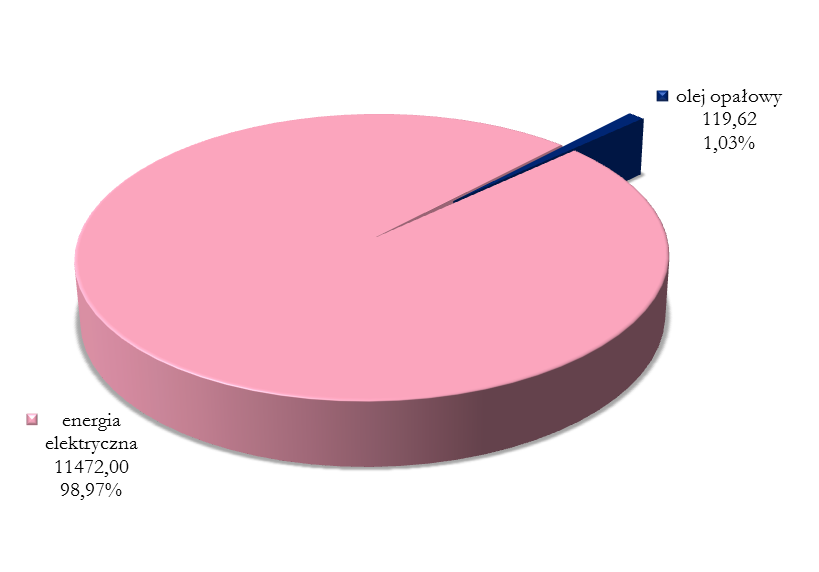 olej opałowy
119,62
1,03%
energia
elektryczna
11472,00
98,97%